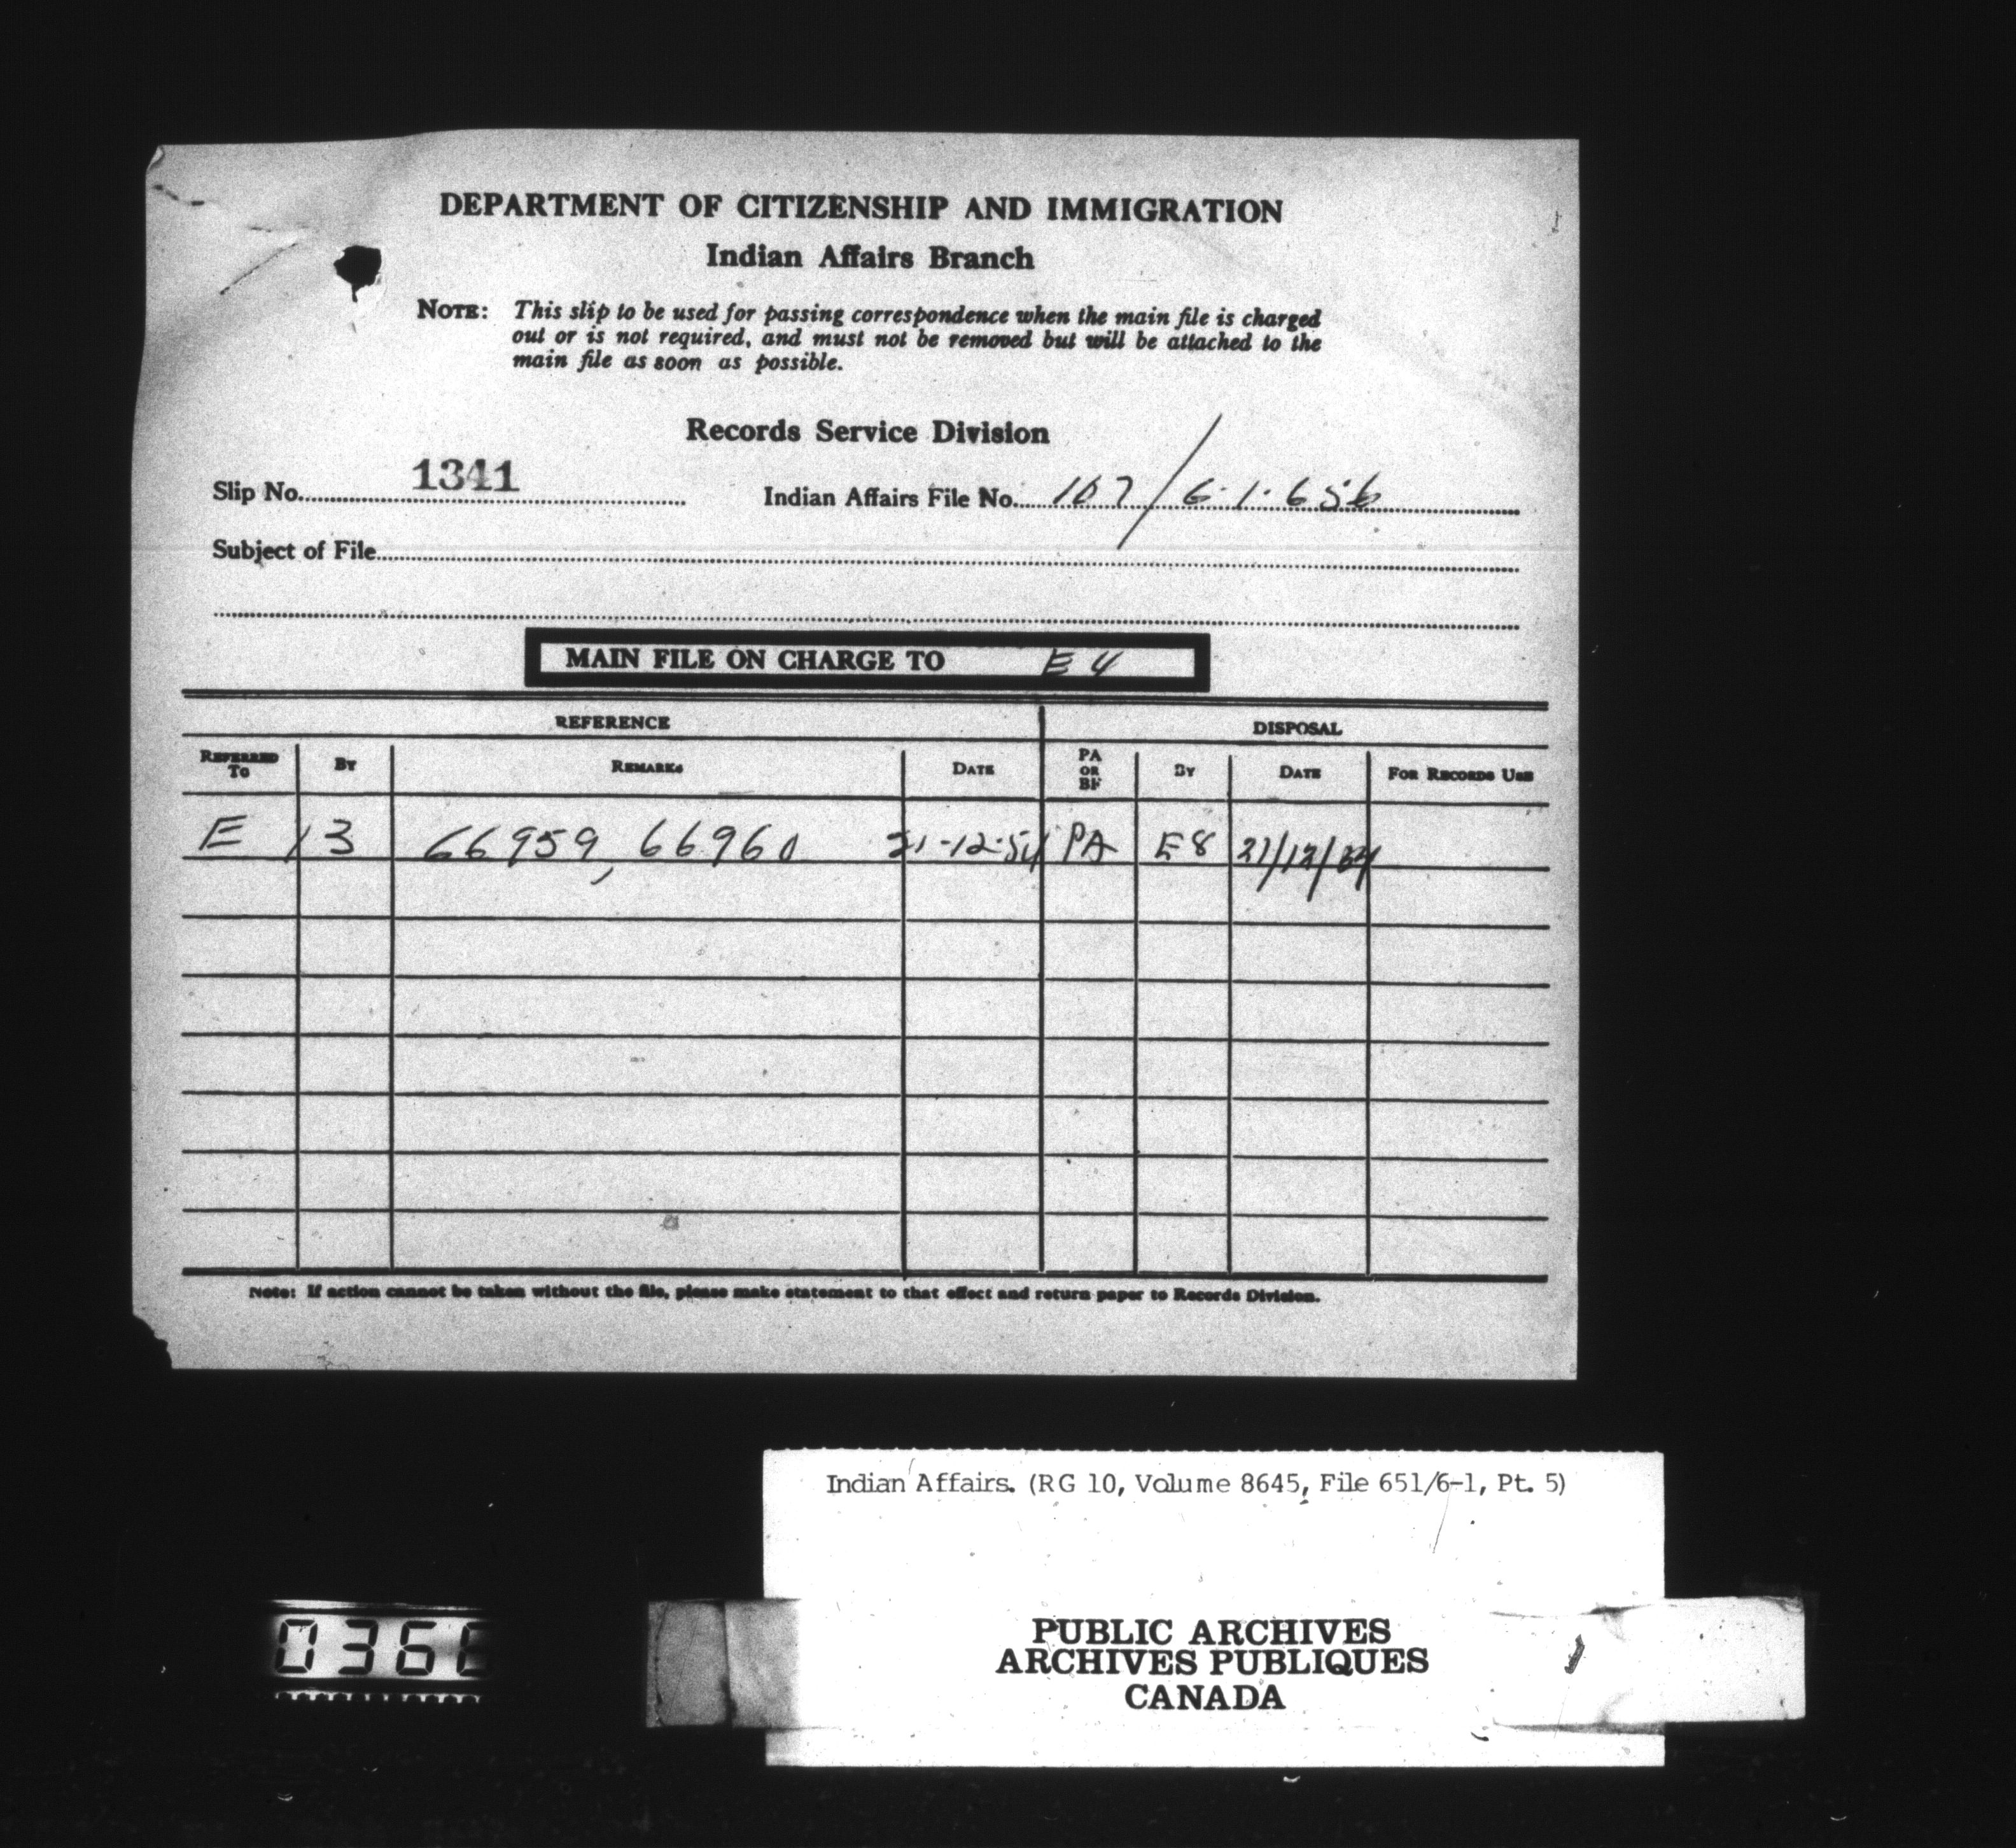 DEPARTMENT OF CITIZENSHIP AND IMMIGRATION
Indian Affairs Branch
NOTE: This slip to be used for passing correspondence when the main file is charged
out or is not required, and must not be removed but will be attached to the
main file as soon as possible.
Records Service Division
Slip No. 1341 Indian Affairs File No. 107/6.1.656
Subject of File
MAIN FILE ON CHARGE TO E4
REFERENCE DISPOSAL
REFERRED TO BY REMARKS DATE PA OR BF BY DATE FOR RECORDS USE
E 13 66959, 66960 21-12-54 PA E8 21/12/54
Note: If action cannot be taken without the file, please make statement to that effect and return paper to Records Division.
Indian Affairs. (RG 10, Volume 8645, File 651/6-1, Pt. 5)
PUBLIC ARCHIVES
ARCHIVES PUBLIQUES
CANADA